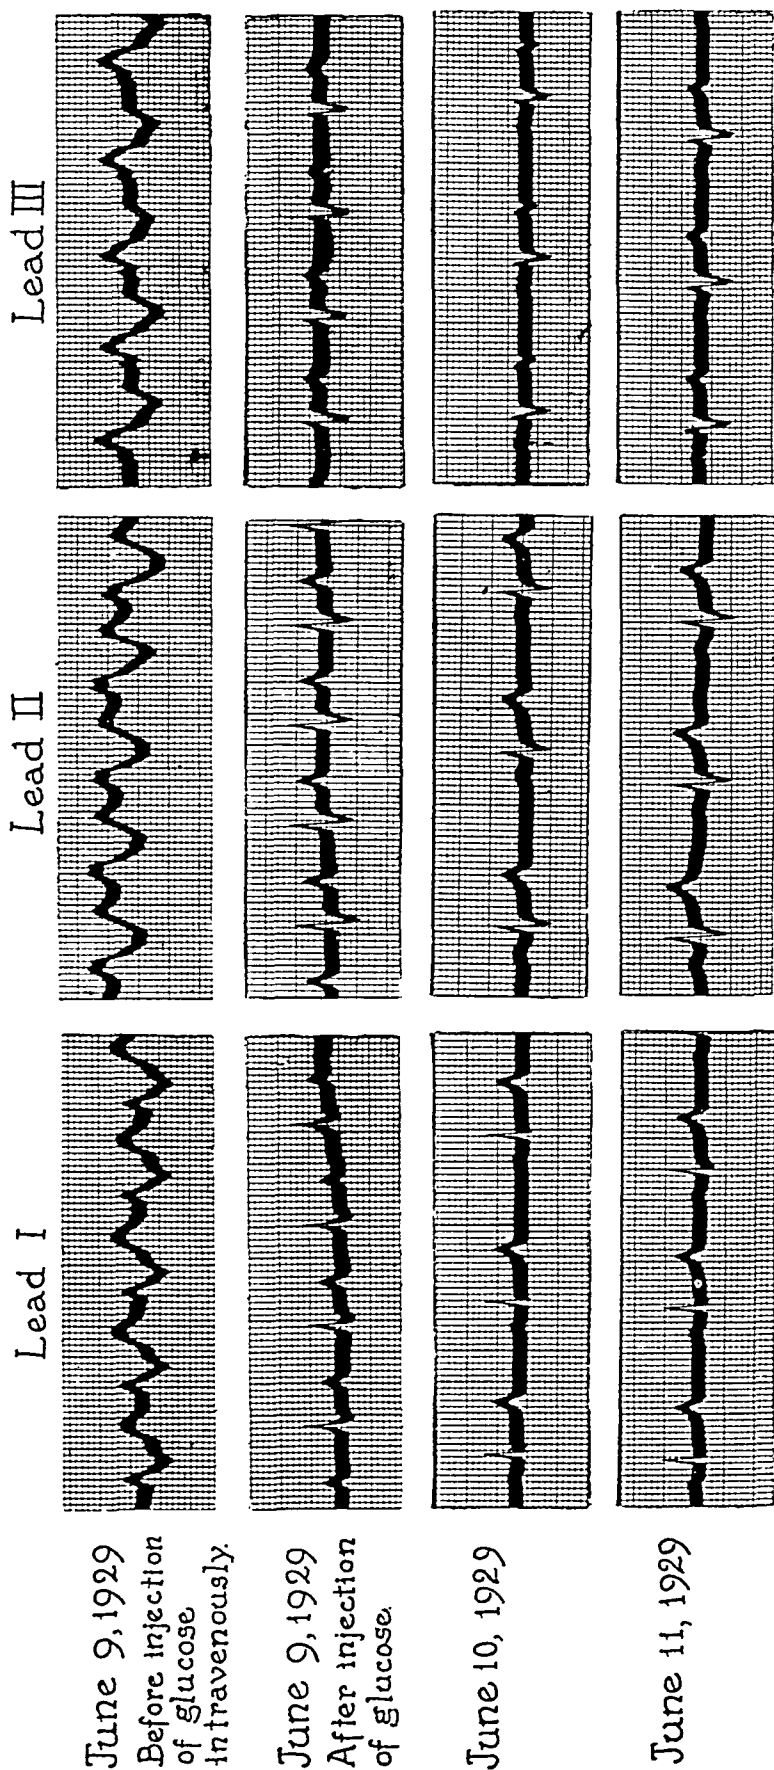 Lead I
Lead II
Lead III
June 9, 1929
Before injection
of glucose
intravenously.
June 9, 1929
After injection
of glucose.
June 10, 1929
June 11, 1929